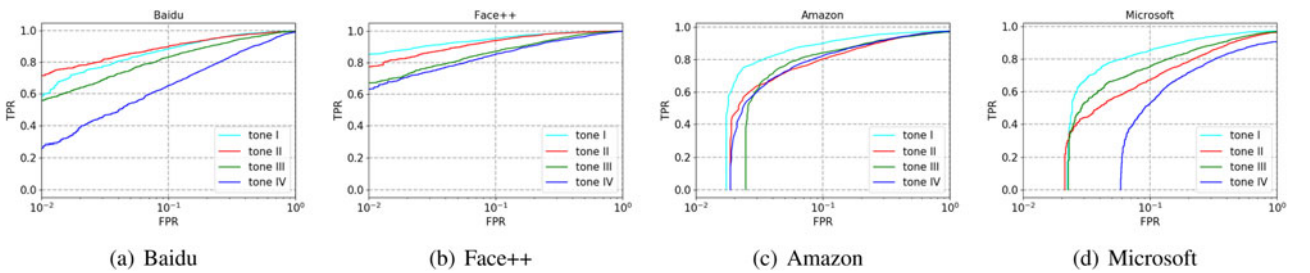 Baidu
1.0
0.8
0.6
0.4
0.2
0.0
TPR
10⁻²
10⁻¹
10⁰
FPR
tone I
tone II
tone III
tone IV
(a) Baidu
Face++
1.0
0.8
0.6
0.4
0.2
0.0
TPR
10⁻²
10⁻¹
10⁰
FPR
tone I
tone II
tone III
tone IV
(b) Face++
Amazon
1.0
0.8
0.6
0.4
0.2
0.0
TPR
10⁻²
10⁻¹
10⁰
FPR
tone I
tone II
tone III
tone IV
(c) Amazon
Microsoft
1.0
0.8
0.6
0.4
0.2
0.0
TPR
10⁻²
10⁻¹
10⁰
FPR
tone I
tone II
tone III
tone IV
(d) Microsoft